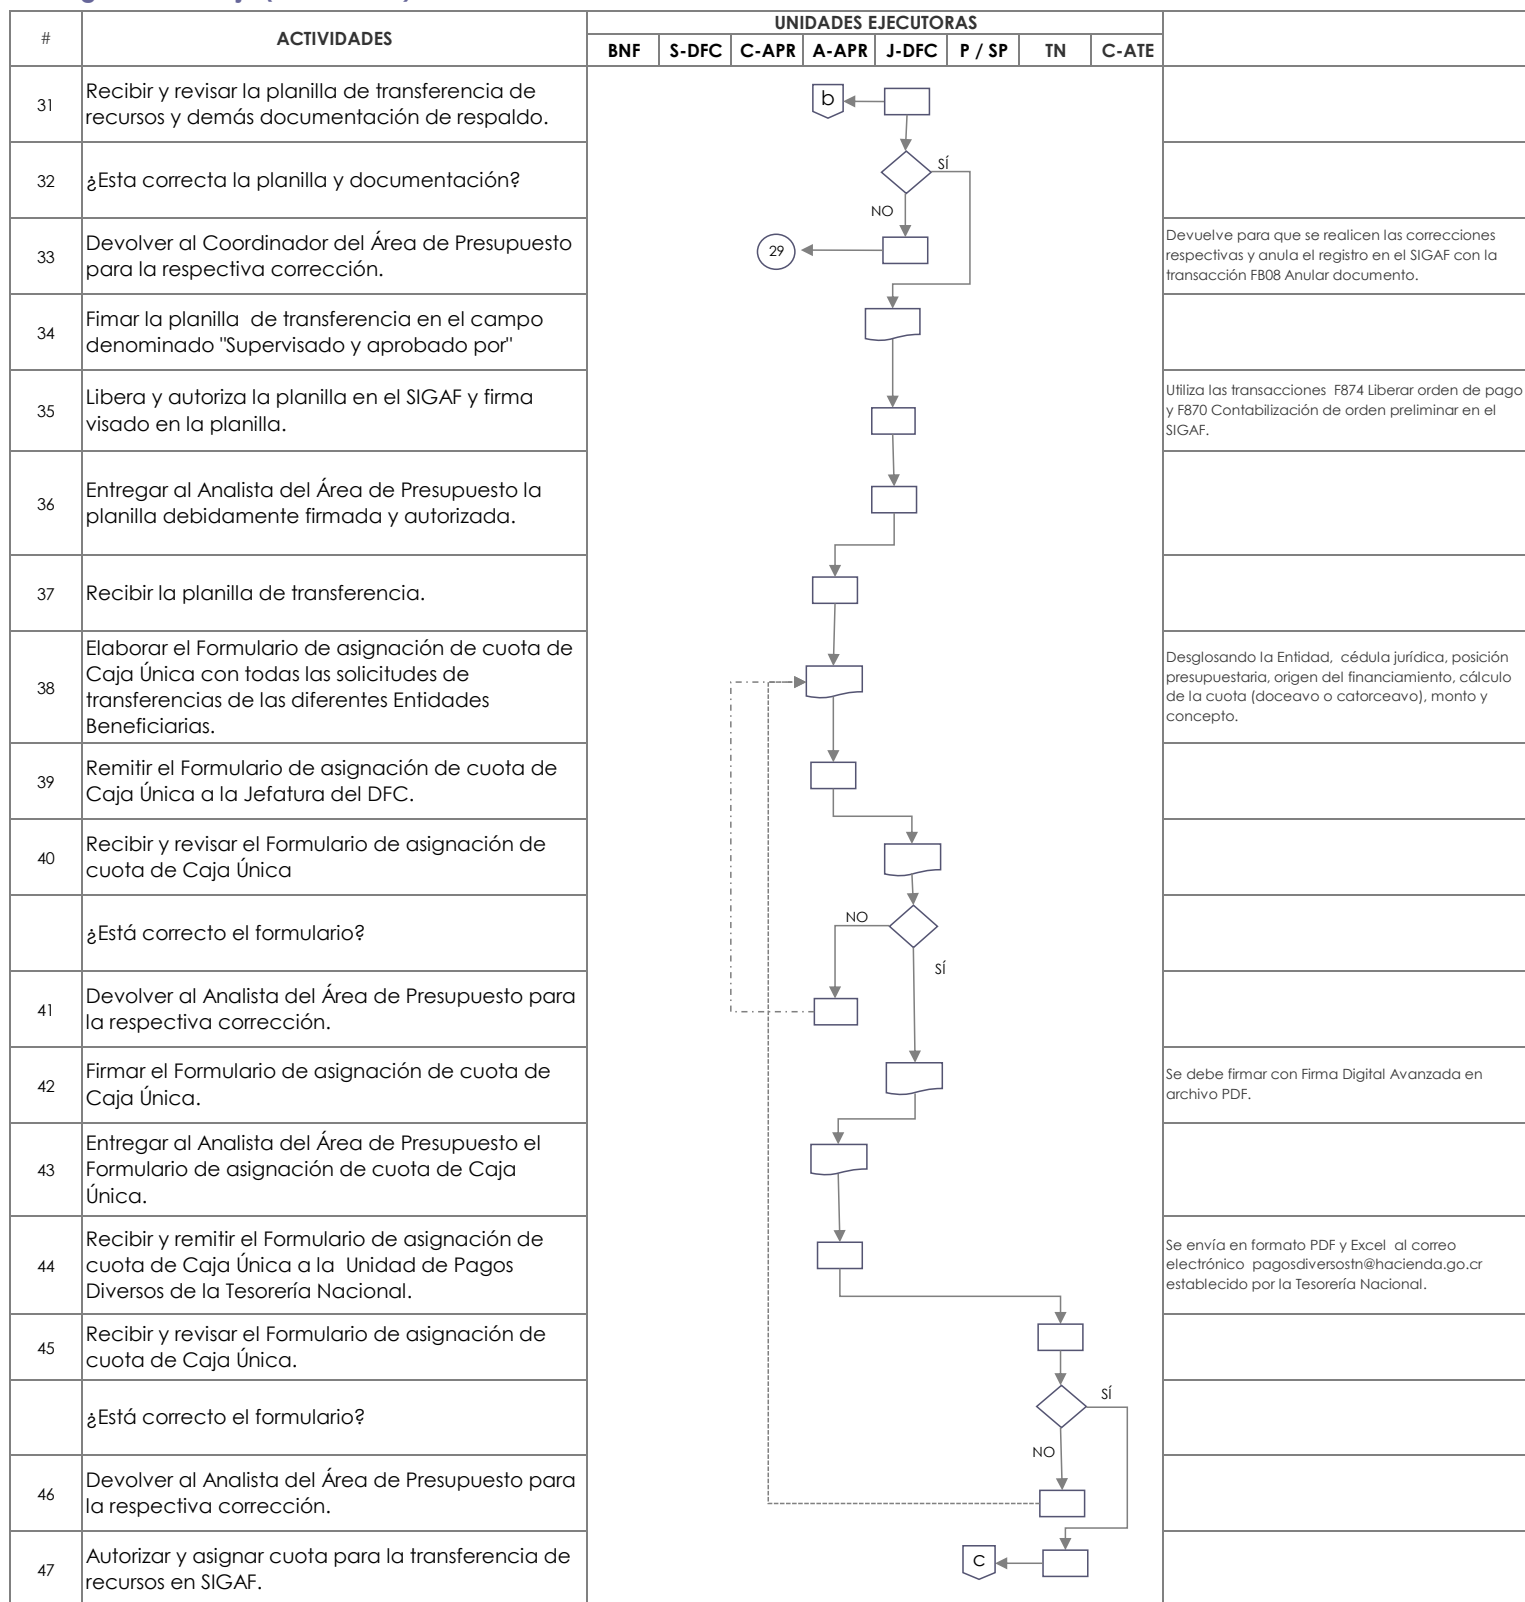 #
ACTIVIDADES
UNIDADES EJECUTORAS
BNF
S-DFC
C-APR
A-APR
J-DFC
P / SP
TN
C-ATE
31
Recibir y revisar la planilla de transferencia de
recursos y demás documentación de respaldo.
b
32
¿Esta correcta la planilla y documentación?
SÍ
NO
33
Devolver al Coordinador del Área de Presupuesto
para la respectiva corrección.
29
Devuelve para que se realicen las correcciones
respectivas y anula el registro en el SIGAF con la
transacción FB08 Anular documento.
34
Fimar la planilla de transferencia en el campo
denominado "Supervisado y aprobado por"
35
Libera y autoriza la planilla en el SIGAF y firma
visado en la planilla.
Utiliza las transacciones F874 Liberar orden de pago
y F870 Contabilización de orden preliminar en el
SIGAF.
36
Entregar al Analista del Área de Presupuesto la
planilla debidamente firmada y autorizada.
37
Recibir la planilla de transferencia.
38
Elaborar el Formulario de asignación de cuota de
Caja Única con todas las solicitudes de
transferencias de las diferentes Entidades
Beneficiarias.
Desglosando la Entidad, cédula jurídica, posición
presupuestaria, origen del financiamiento, cálculo
de la cuota (doceavo o catorceavo), monto y
concepto.
39
Remitir el Formulario de asignación de cuota de
Caja Única a la Jefatura del DFC.
40
Recibir y revisar el Formulario de asignación de
cuota de Caja Única
¿Está correcto el formulario?
NO
SÍ
41
Devolver al Analista del Área de Presupuesto para
la respectiva corrección.
42
Firmar el Formulario de asignación de cuota de
Caja Única.
Se debe firmar con Firma Digital Avanzada en
archivo PDF.
43
Entregar al Analista del Área de Presupuesto el
Formulario de asignación de cuota de Caja
Única.
44
Recibir y remitir el Formulario de asignación de
cuota de Caja Única a la Unidad de Pagos
Diversos de la Tesorería Nacional.
Se envía en formato PDF y Excel al correo
electrónico pagosdiversostn@hacienda.go.cr
establecido por la Tesorería Nacional.
45
Recibir y revisar el Formulario de asignación de
cuota de Caja Única.
¿Está correcto el formulario?
SÍ
NO
46
Devolver al Analista del Área de Presupuesto para
la respectiva corrección.
47
Autorizar y asignar cuota para la transferencia de
recursos en SIGAF.
C